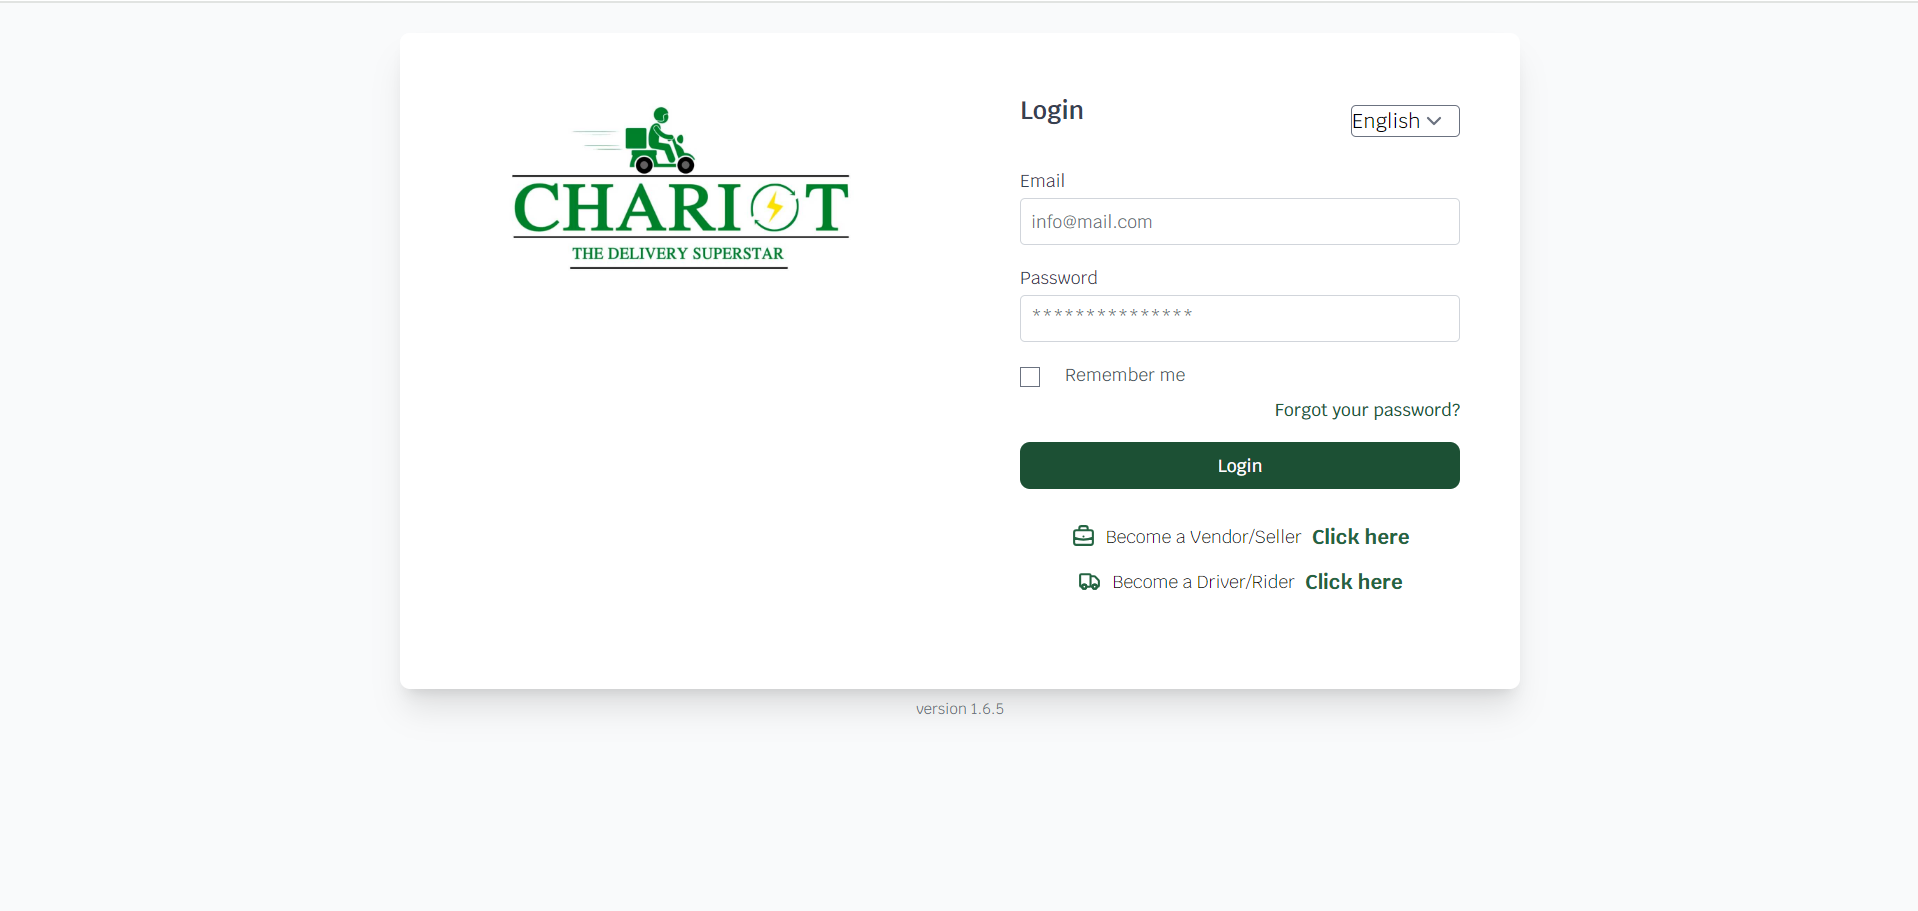 CHARIOT
THE DELIVERY SUPERSTAR
Login
English
Email
info@mail.com
Password
***************
Remember me
Forgot your password?
Login
Become a Vendor/Seller Click here
Become a Driver/Rider Click here
version 1.6.5